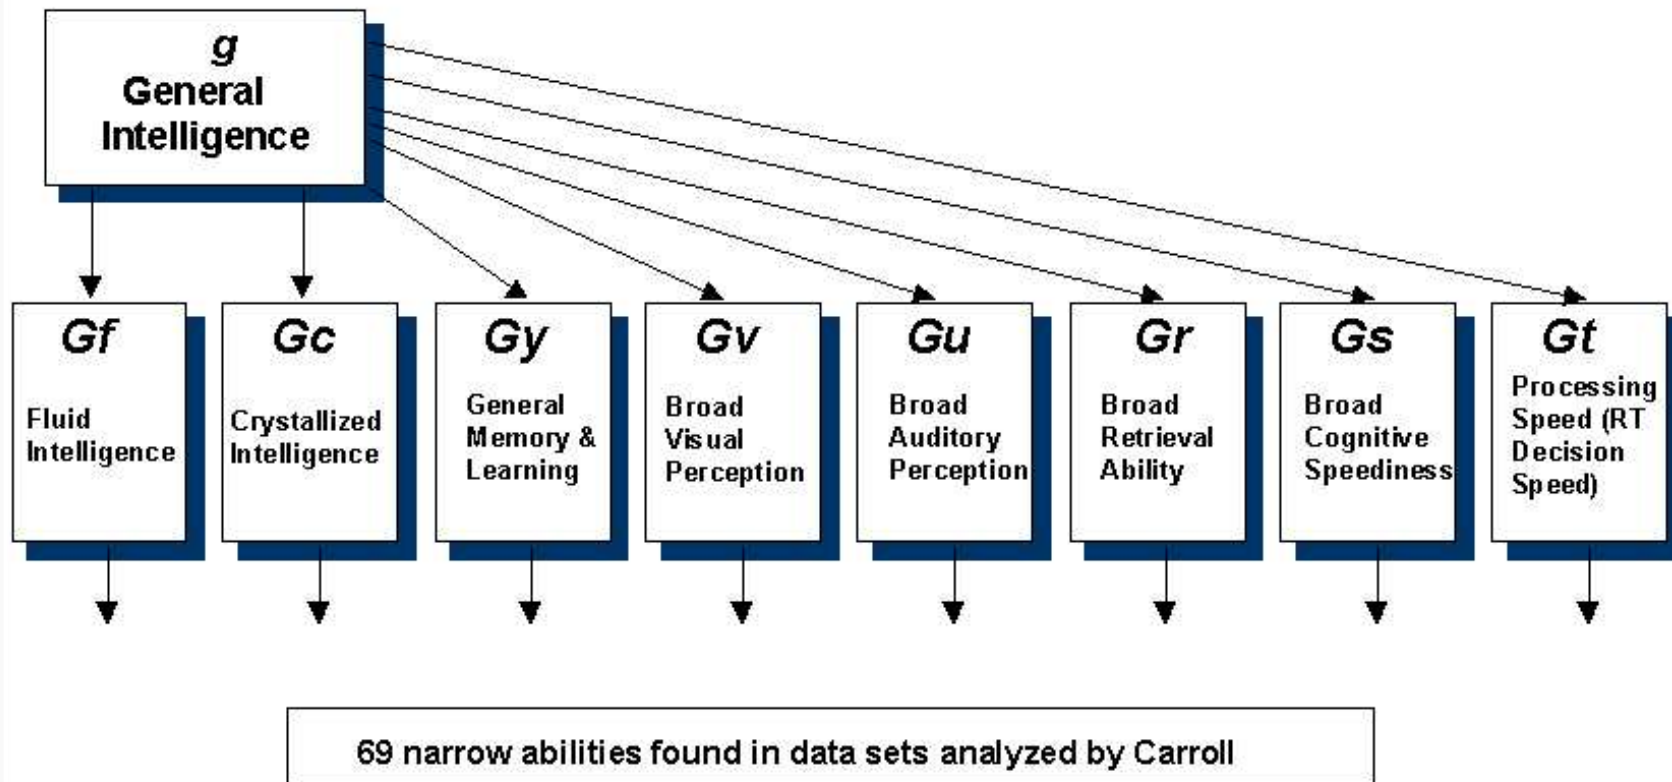 g
General
Intelligence
Gf
Fluid
Intelligence
Gc
Crystallized
Intelligence
Gy
General
Memory &
Learning
Gv
Broad
Visual
Perception
Gu
Broad
Auditory
Perception
Gr
Broad
Retrieval
Ability
Gs
Broad
Cognitive
Speediness
Gt
Processing
Speed (RT
Decision
Speed)
69 narrow abilities found in data sets analyzed by Carroll